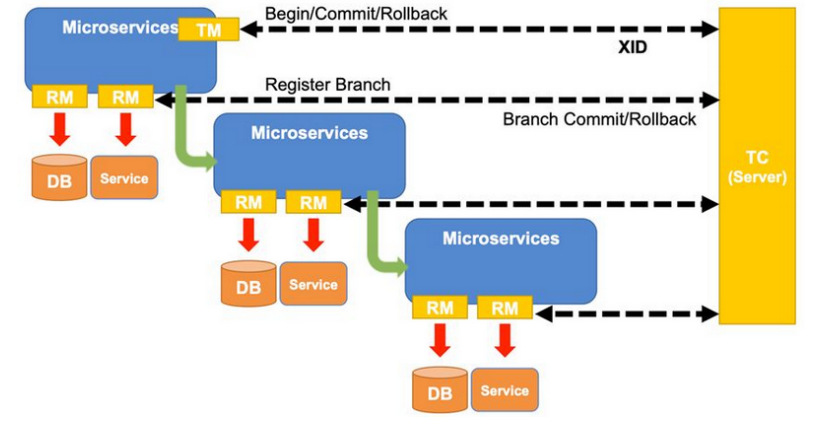 Begin/Commit/Rollback
Microservices
TM
XID
RM
RM
Register Branch
Branch Commit/Rollback
Microservices
TC
(Server)
DB
Service
RM
RM
Microservices
DB
Service
RM
RM
DB
Service